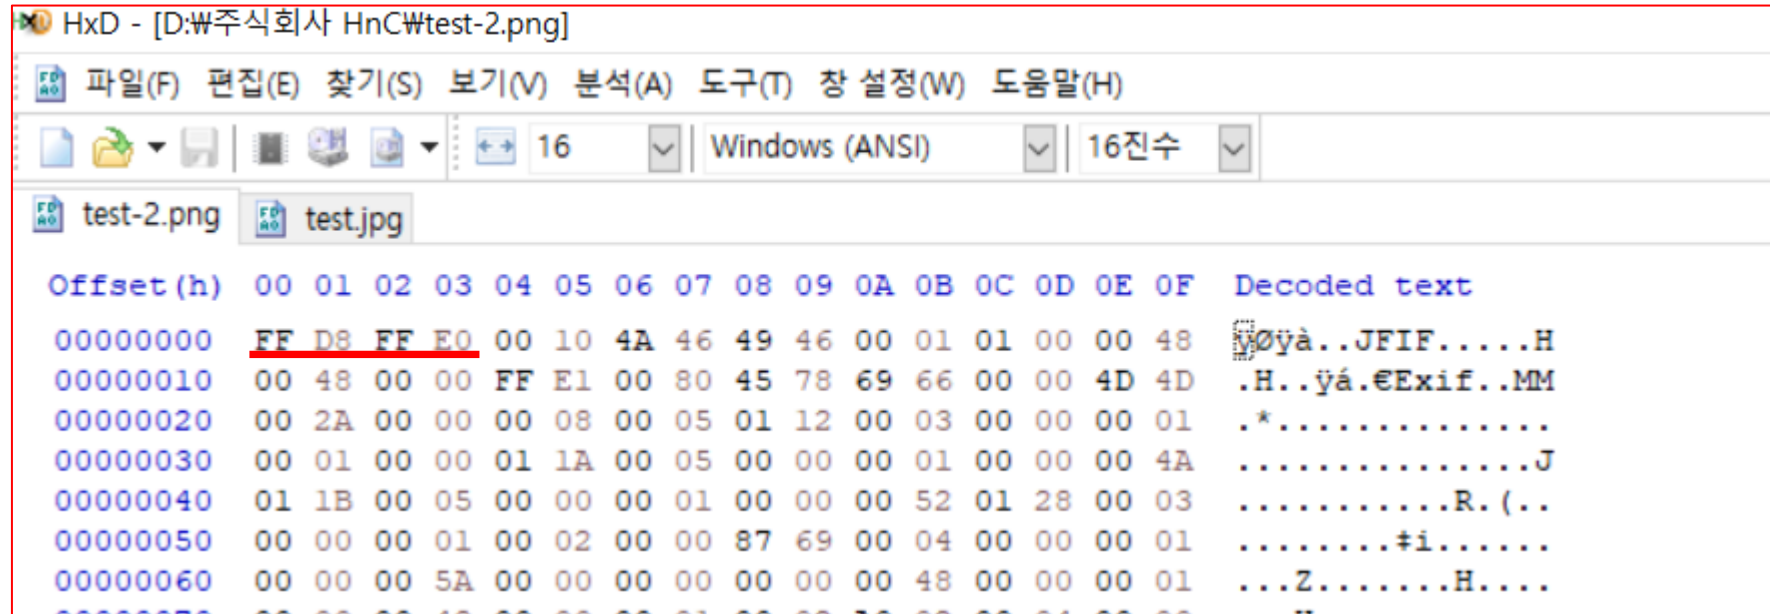 HxD - [D:₩주식회사 HnC₩test-2.png]
파일(F) 편집(E) 찾기(S) 보기(V) 분석(A) 도구(T) 창 설정(W) 도움말(H)
16 Windows (ANSI) 16진수
test-2.png test.jpg
Offset(h) 00 01 02 03 04 05 06 07 08 09 0A 0B 0C 0D 0E 0F Decoded text
00000000 FF D8 FF E0 00 10 4A 46 49 46 00 01 01 00 00 48 ÿØÿà..JFIF.....H
00000010 00 48 00 00 FF E1 00 80 45 78 69 66 00 00 4D 4D .H..ÿá.€Exif..MM
00000020 00 2A 00 00 00 08 00 05 01 12 00 03 00 00 00 01 .*..............
00000030 00 01 00 00 01 1A 00 05 00 00 00 01 00 00 00 4A ...............J
00000040 01 1B 00 05 00 00 00 01 00 00 00 52 01 28 00 03 ...........R.(..
00000050 00 00 00 01 00 02 00 00 87 69 00 04 00 00 00 01 ........‡i......
00000060 00 00 00 5A 00 00 00 00 00 00 00 48 00 00 00 01 ...Z.......H....